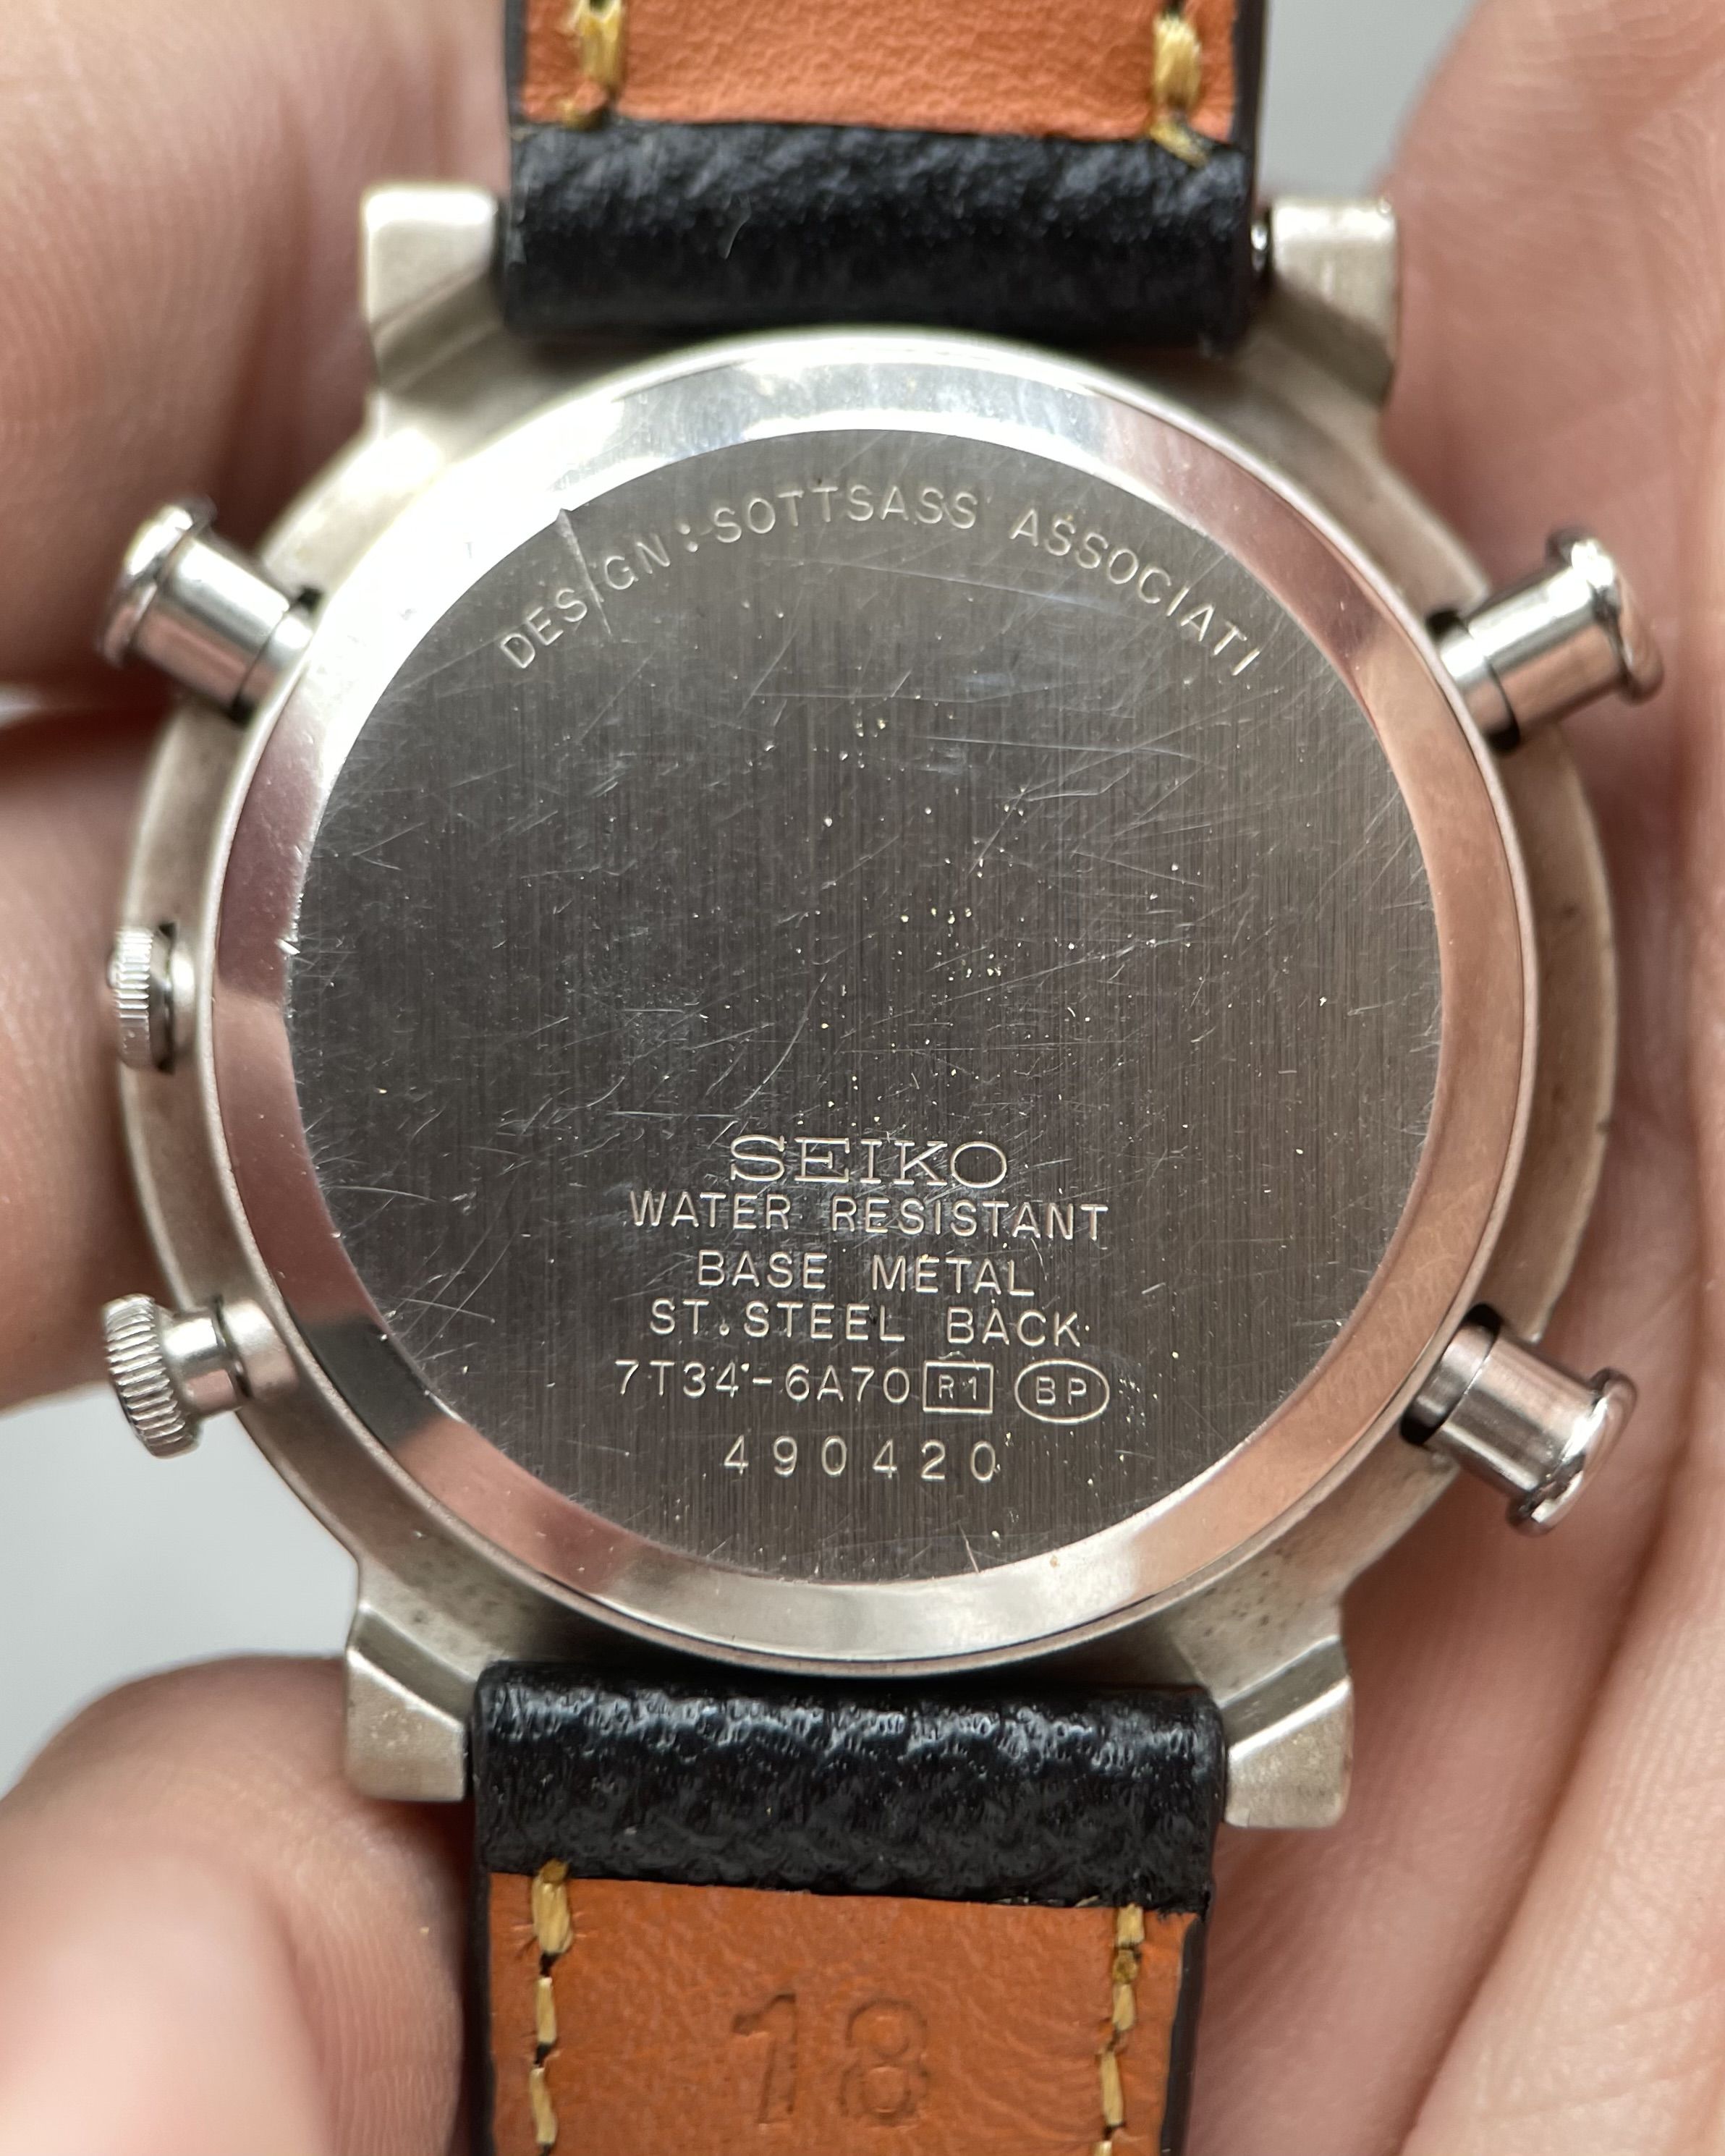 DESIGN:SOTTSASS ASSOCIATI
SEIKO
WATER RESISTANT
BASE METAL
ST.STEEL BACK
7T34-6A70 R1 BP
490420
18